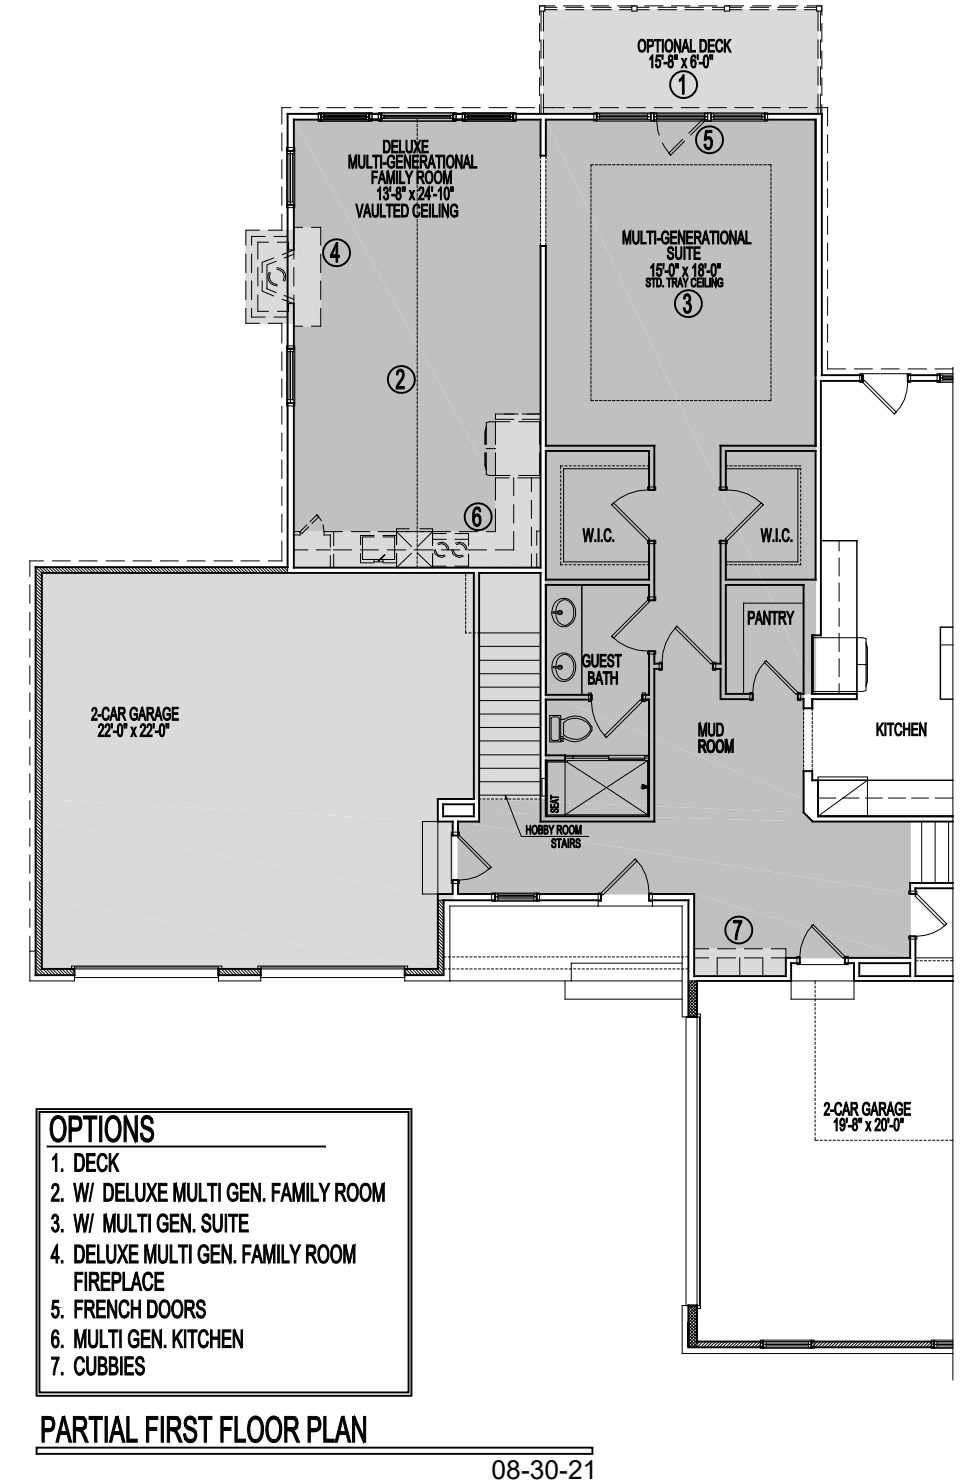 OPTIONAL DECK
15'-8" x 6'-0"
1
5
DELUXE
MULTI-GENERATIONAL
FAMILY ROOM
13'-8" x 24'-10"
VAULTED CEILING
4
MULTI-GENERATIONAL
SUITE
15'-0" x 18'-0"
STD. TRAY CEILING
3
2
6
W.I.C.
W.I.C.
PANTRY
GUEST
BATH
2-CAR GARAGE
22'-0" x 22'-0"
MUD
ROOM
KITCHEN
SEAT
HOBBY ROOM
STAIRS
7
2-CAR GARAGE
19'-8" x 20'-0"
OPTIONS
1. DECK
2. W/ DELUXE MULTI GEN. FAMILY ROOM
3. W/ MULTI GEN. SUITE
4. DELUXE MULTI GEN. FAMILY ROOM
FIREPLACE
5. FRENCH DOORS
6. MULTI GEN. KITCHEN
7. CUBBIES
PARTIAL FIRST FLOOR PLAN
08-30-21